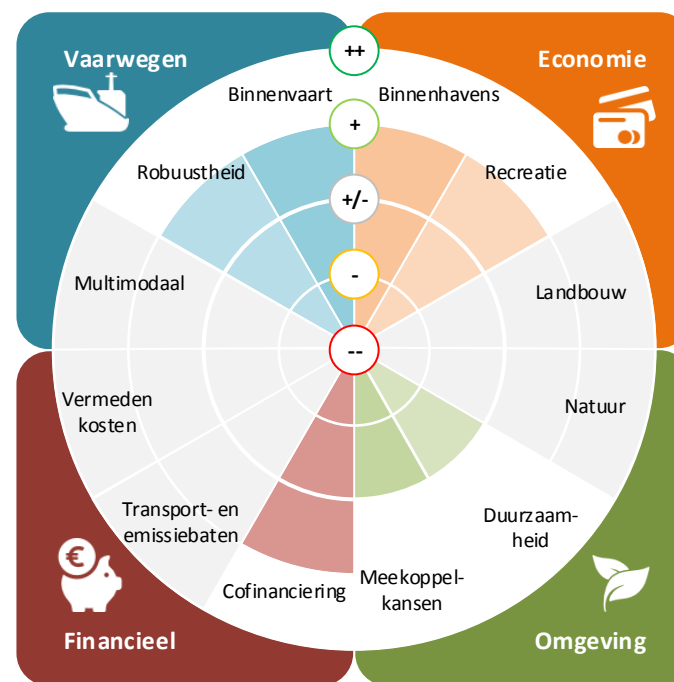 Vaarwegen
++
Economie
Binnenvaart
Binnenhavens
+
Robuustheid
Recreatie
+/-
Multimodaal
-
Landbouw
--
Vermeden
kosten
Natuur
Transport- en
emissiebaten
Duurzaam-
heid
Cofinanciering
Meekoppel-
kansen
€
Financieel
Omgeving